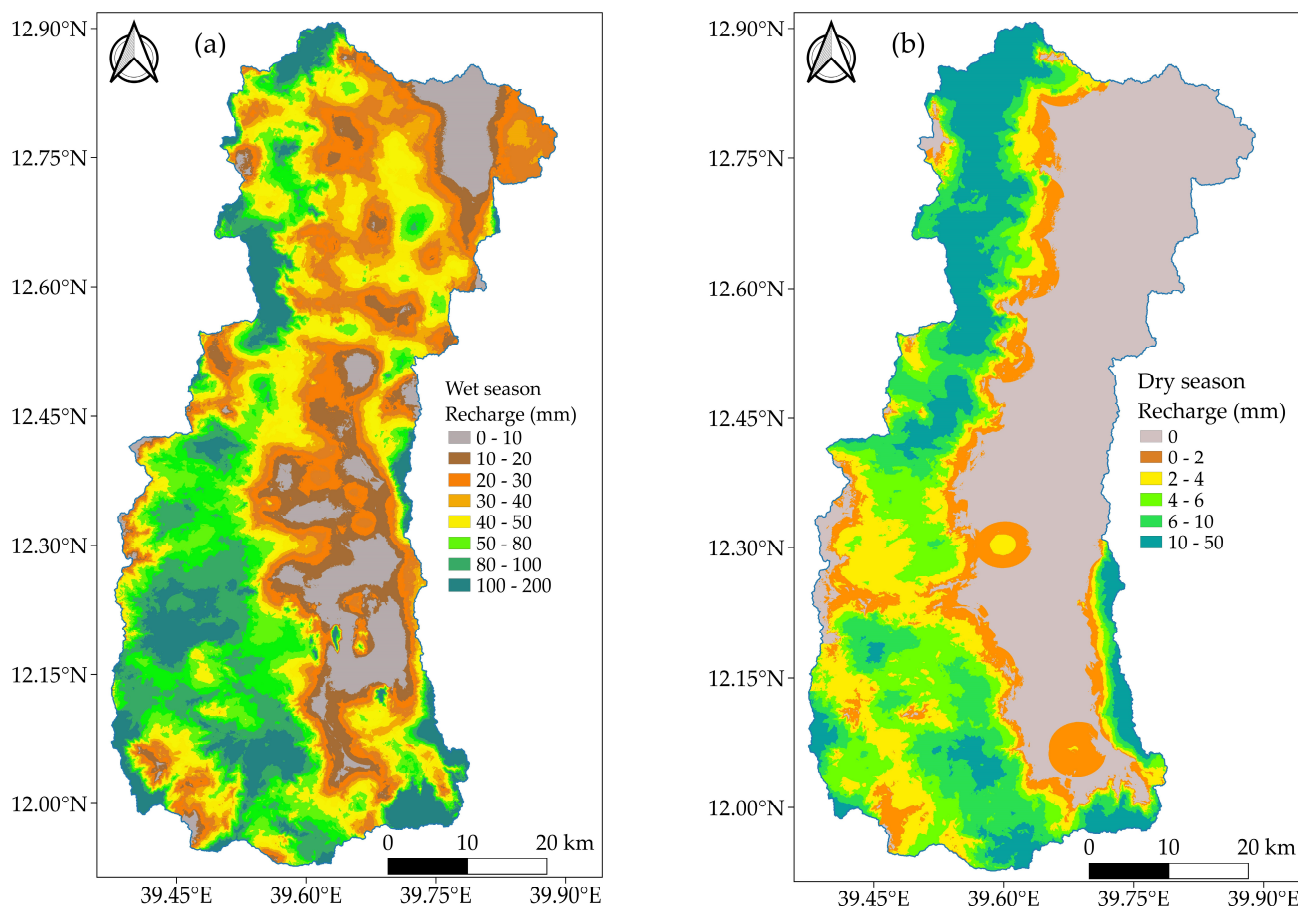 (a)
12.90°N
12.75°N
12.60°N
12.45°N
12.30°N
12.15°N
12.00°N
Wet season
Recharge (mm)
0 - 10
10 - 20
20 - 30
30 - 40
40 - 50
50 - 80
80 - 100
100 - 200
0 10 20 km
39.45°E 39.60°E 39.75°E 39.90°E
(b)
12.90°N
12.75°N
12.60°N
12.45°N
12.30°N
12.15°N
12.00°N
Dry season
Recharge (mm)
0
0 - 2
2 - 4
4 - 6
6 - 10
10 - 50
0 10 20 km
39.45°E 39.60°E 39.75°E 39.90°E